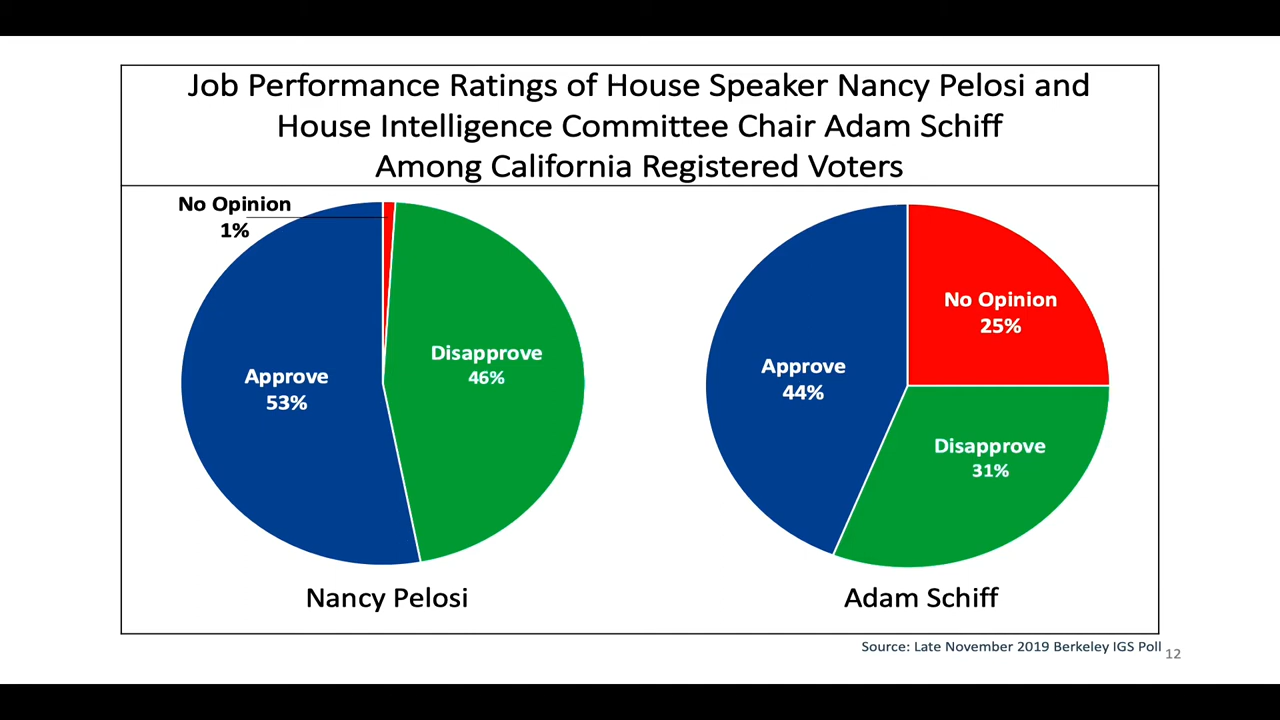 Job Performance Ratings of House Speaker Nancy Pelosi and
House Intelligence Committee Chair Adam Schiff
Among California Registered Voters
No Opinion
1%
Approve
53%
Disapprove
46%
Nancy Pelosi
No Opinion
25%
Approve
44%
Disapprove
31%
Adam Schiff
Source: Late November 2019 Berkeley IGS Poll
12